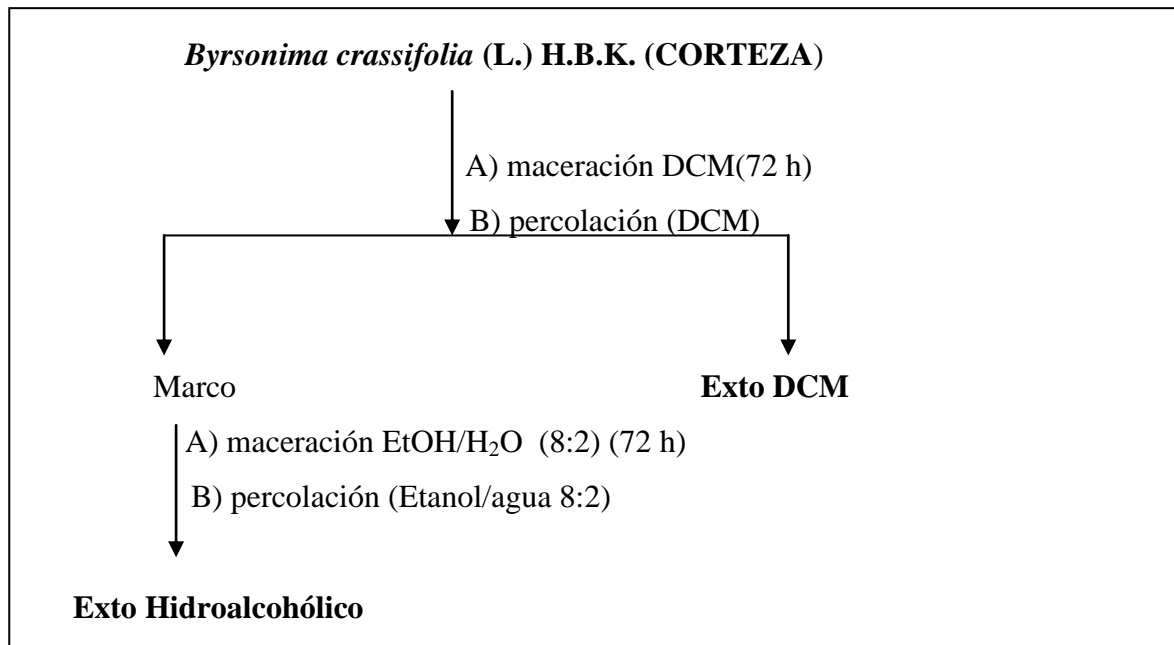 Byrsonima crassifolia (L.) H.B.K. (CORTEZA)
A) maceración DCM(72 h)
B) percolación (DCM)
Marco
Exto DCM
A) maceración EtOH/H₂O (8:2) (72 h)
B) percolación (Etanol/agua 8:2)
Exto Hidroalcohólico